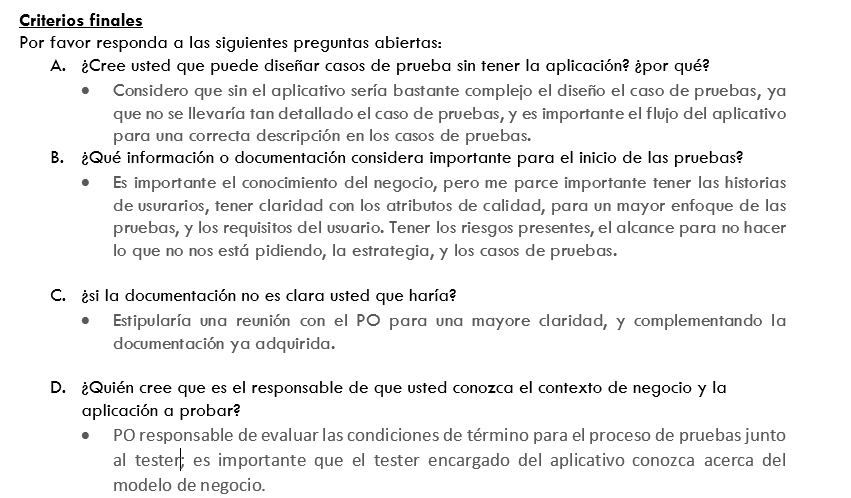 Criterios finales
Por favor responda a las siguientes preguntas abiertas:
A. ¿Cree usted que puede diseñar casos de prueba sin tener la aplicación? ¿por qué?
• Considero que sin el aplicativo sería bastante complejo el diseño el caso de pruebas, ya
que no se llevaría tan detallado el caso de pruebas, y es importante el flujo del aplicativo
para una correcta descripción en los casos de pruebas.
B. ¿Qué información o documentación considera importante para el inicio de las pruebas?
• Es importante el conocimiento del negocio, pero me parce importante tener las historias
de usurarios, tener claridad con los atributos de calidad, para un mayor enfoque de las
pruebas, y los requisitos del usuario. Tener los riesgos presentes, el alcance para no hacer
lo que no nos está pidiendo, la estrategia, y los casos de pruebas.
C. ¿si la documentación no es clara usted que haría?
• Estipularía una reunión con el PO para una mayore claridad, y complementando la
documentación ya adquirida.
D. ¿Quién cree que es el responsable de que usted conozca el contexto de negocio y la
aplicación a probar?
• PO responsable de evaluar las condiciones de término para el proceso de pruebas junto
al tester; es importante que el tester encargado del aplicativo conozca acerca del
modelo de negocio.